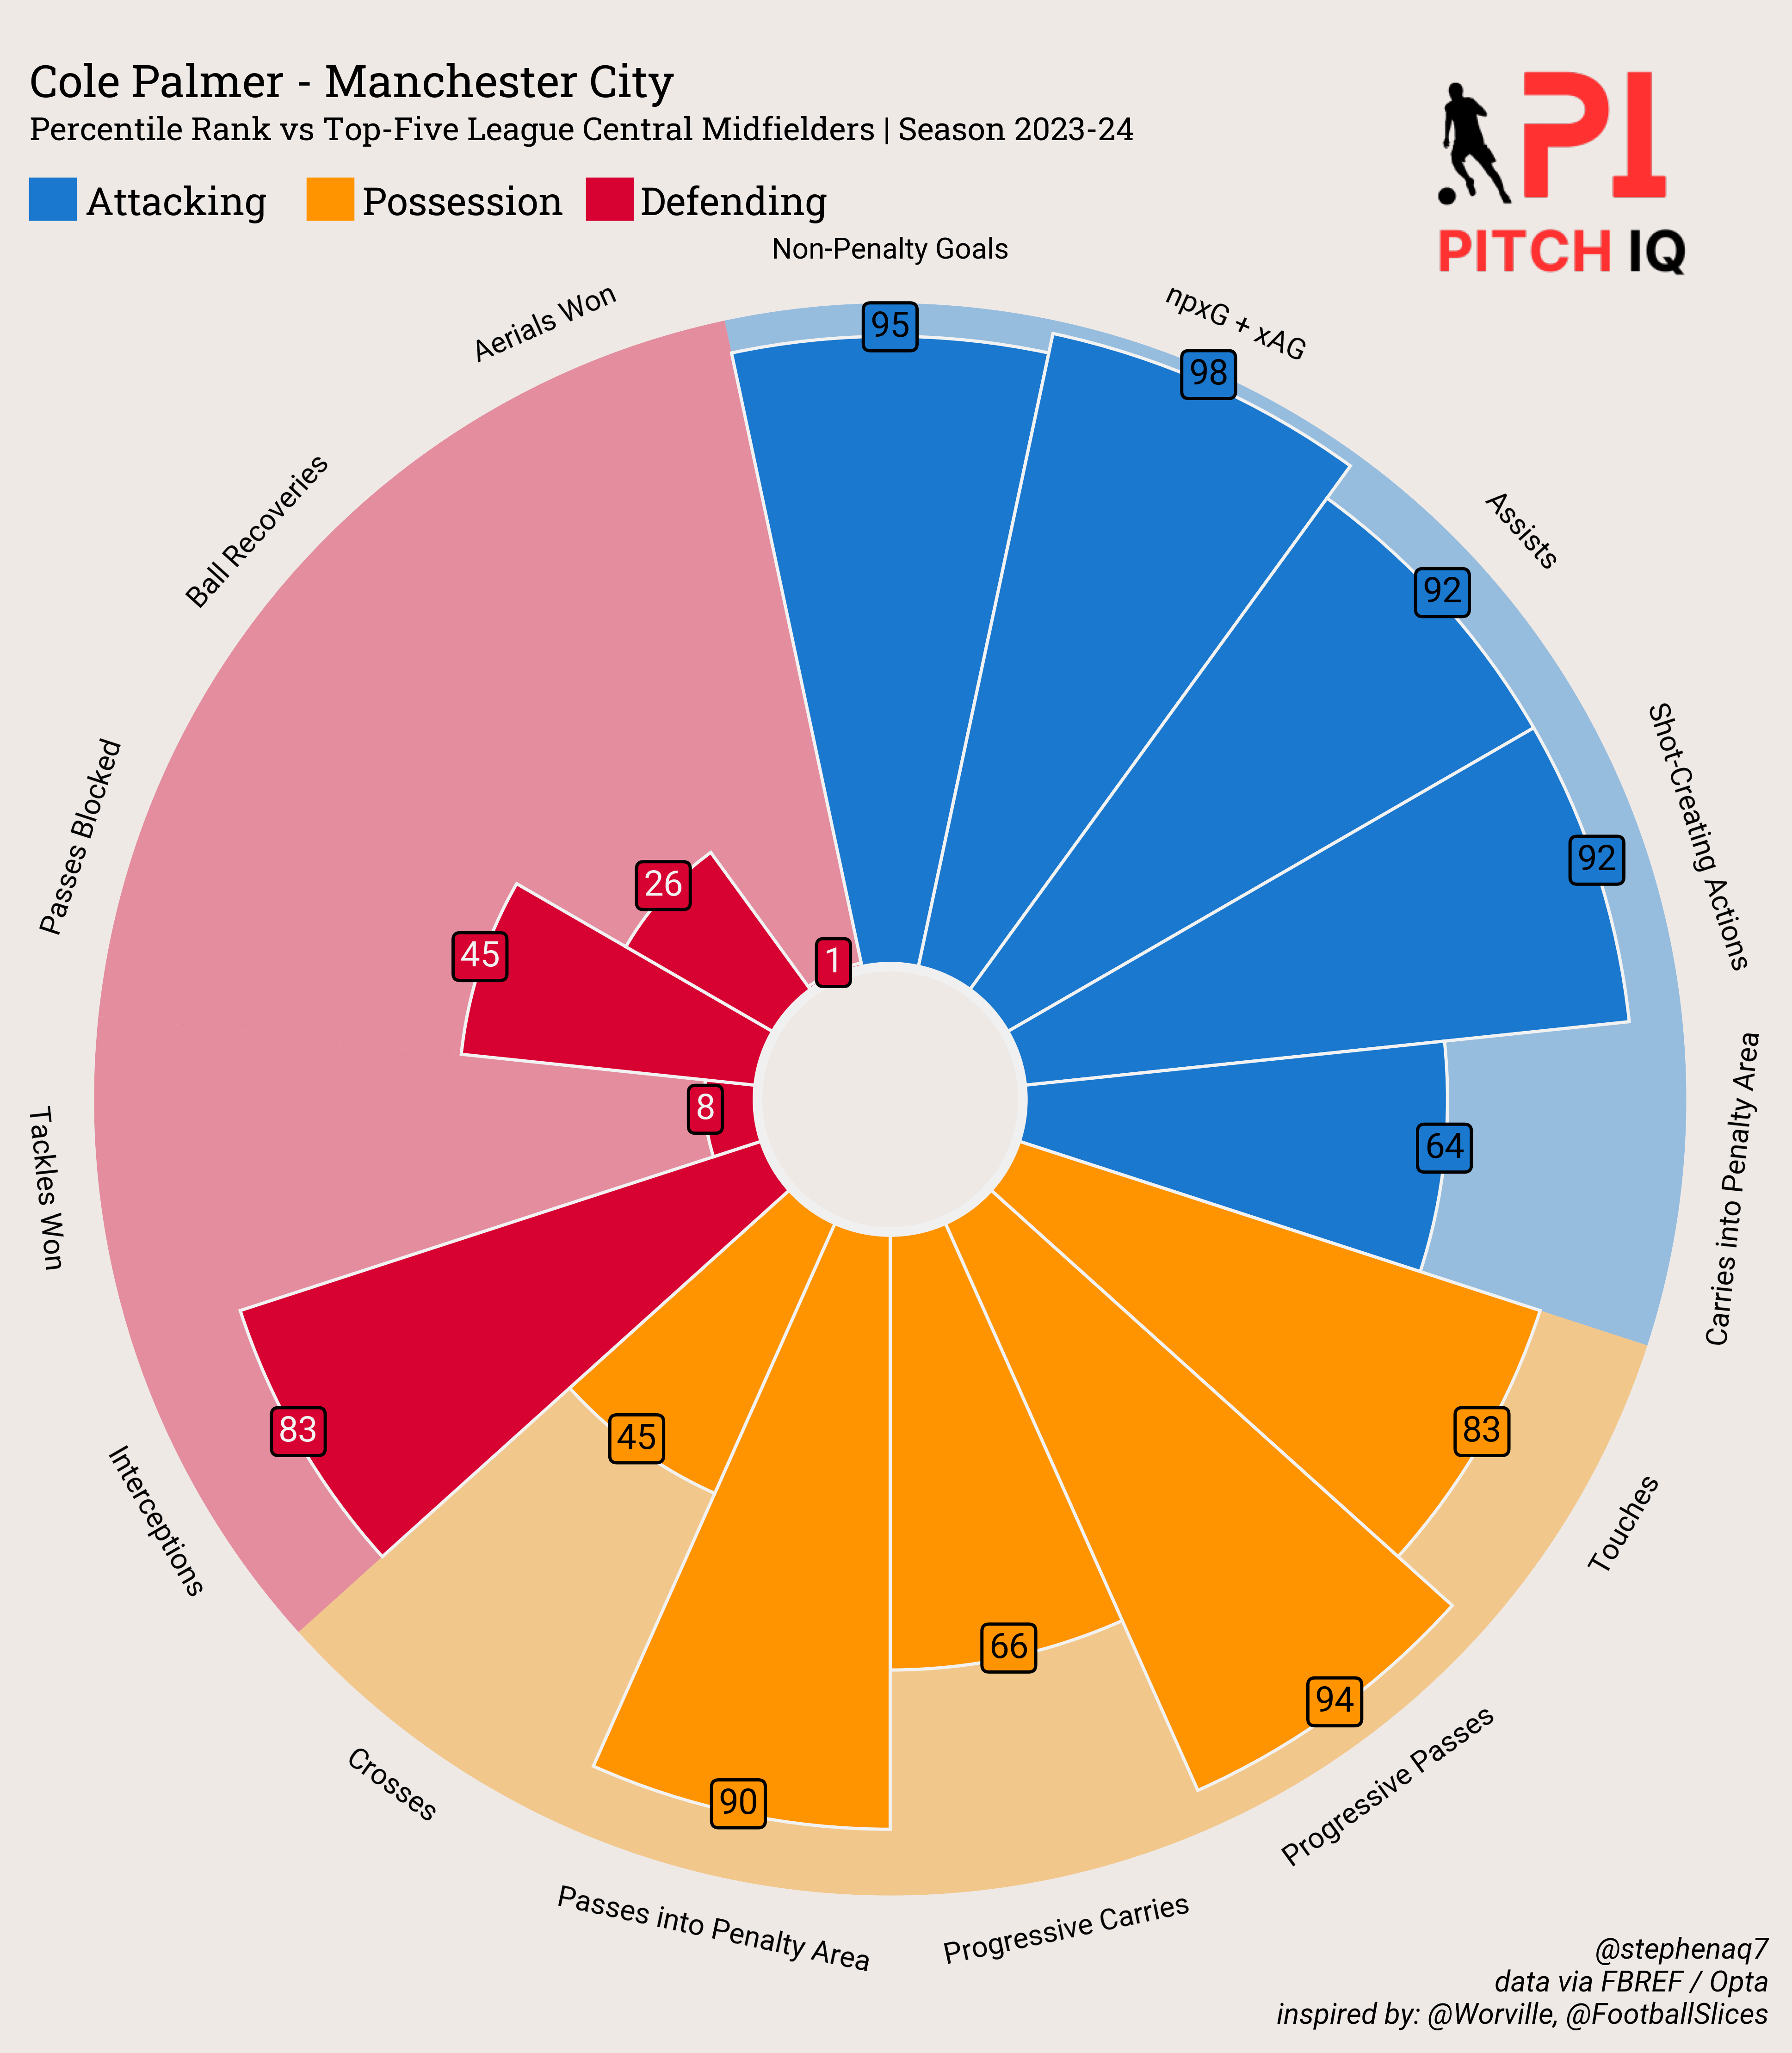 Cole Palmer - Manchester City
Percentile Rank vs Top-Five League Central Midfielders | Season 2023-24
Attacking
Possession
Defending
PI
PITCH IQ
Non-Penalty Goals
npxG + xAG
Assists
Shot-Creating Actions
Carries into Penalty Area
Touches
Progressive Passes
Progressive Carries
Passes into Penalty Area
Crosses
Interceptions
Tackles Won
Passes Blocked
Ball Recoveries
Aerials Won
95
98
92
92
64
83
94
66
90
45
83
8
45
26
1
@stephenaq7
data via FBREF / Opta
inspired by: @Worville, @FootballSlices